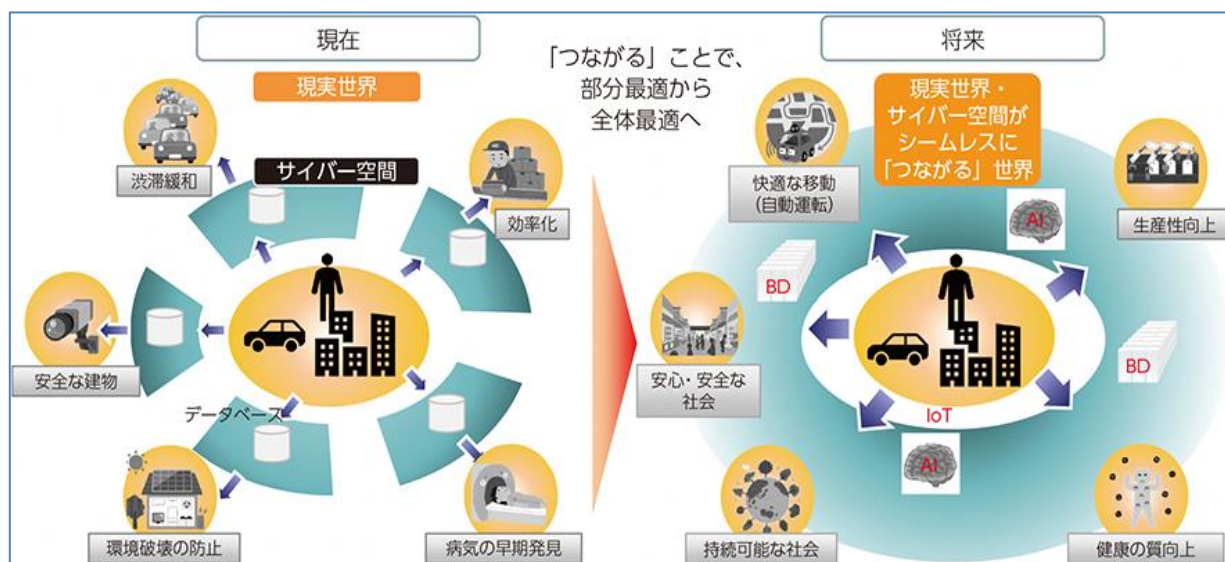 現在
現実世界
サイバー空間
渋滞緩和
効率化
安全な建物
データベース
環境破壊の防止
病気の早期発見
「つながる」ことで、
部分最適から
全体最適へ
将来
現実世界・
サイバー空間が
シームレスに
「つながる」世界
快適な移動
(自動運転)
AI
生産性向上
BD
BD
安心・安全な
社会
IoT
AI
持続可能な社会
健康の質向上